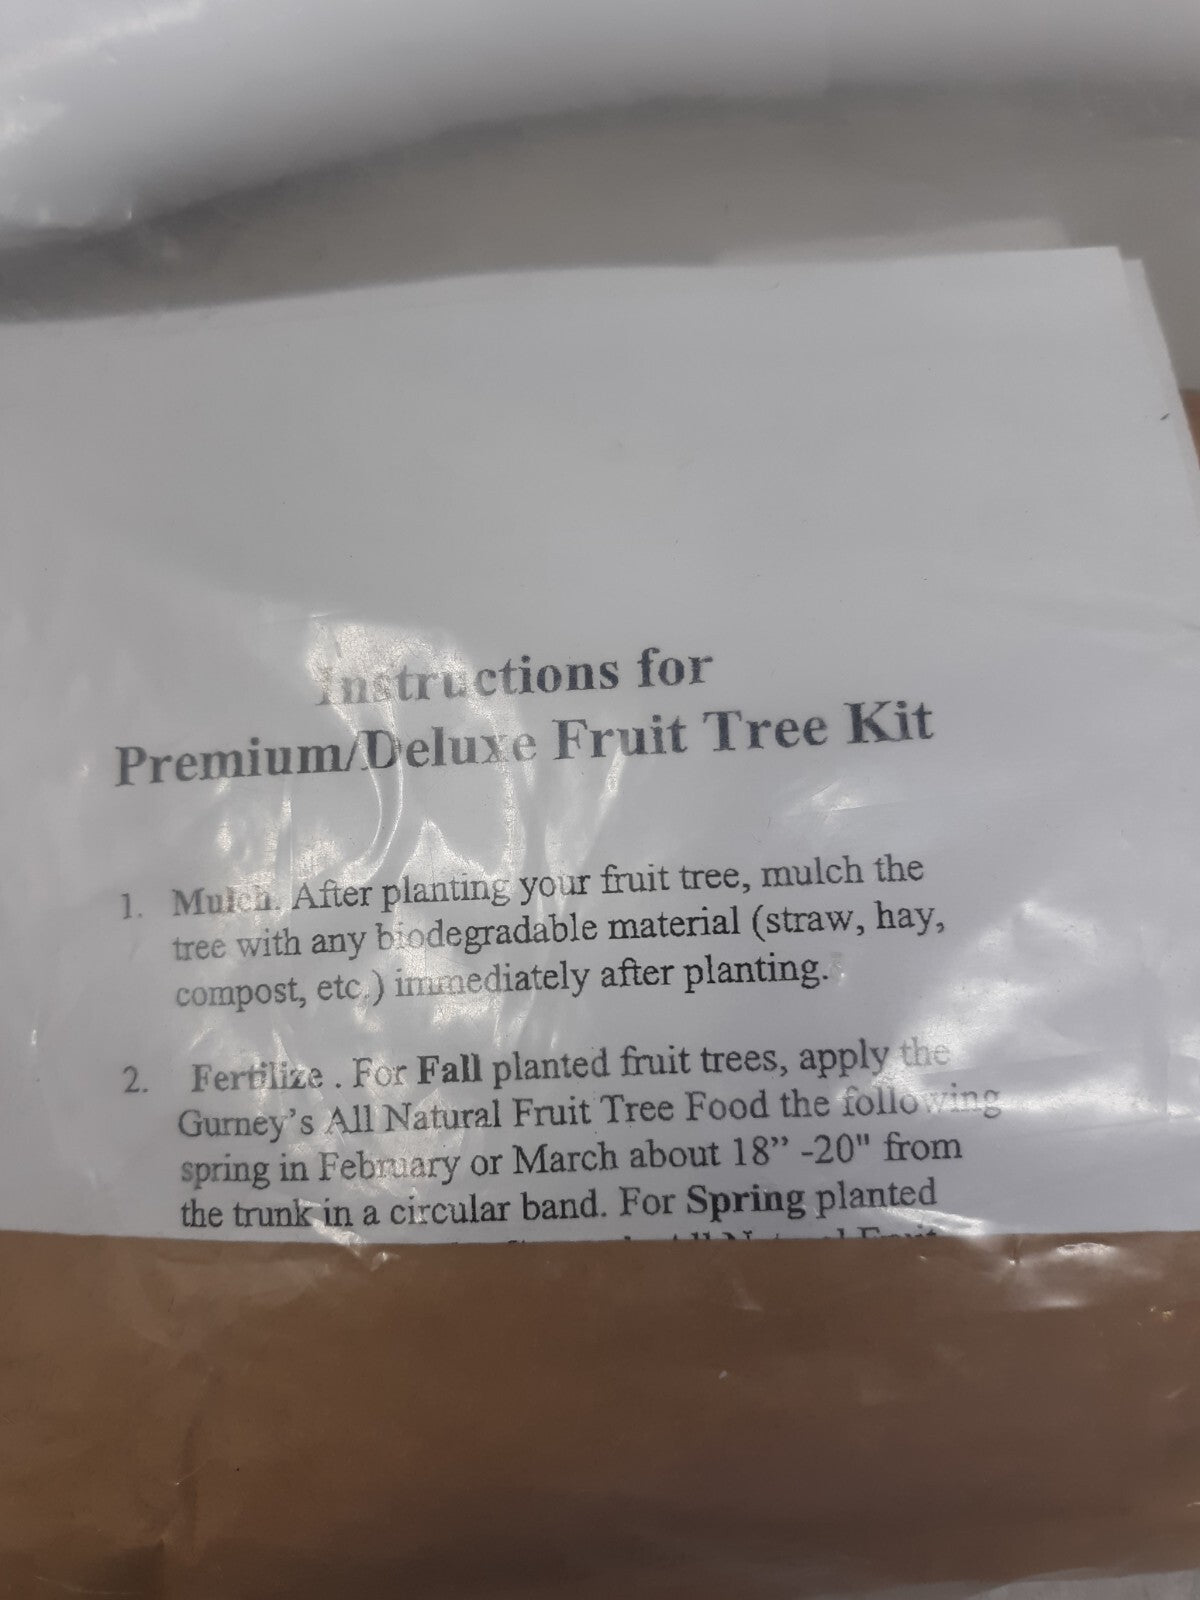 Instructions for
Premium/Deluxe Fruit Tree Kit
1. Mulch. After planting your fruit tree, mulch the
tree with any biodegradable material (straw, hay,
compost, etc.) immediately after planting.
2. Fertilize . For Fall planted fruit trees, apply the
Gurney's All Natural Fruit Tree Food the following
spring in February or March about 18” -20" from
the trunk in a circular band. For Spring planted
All Natural Fruit